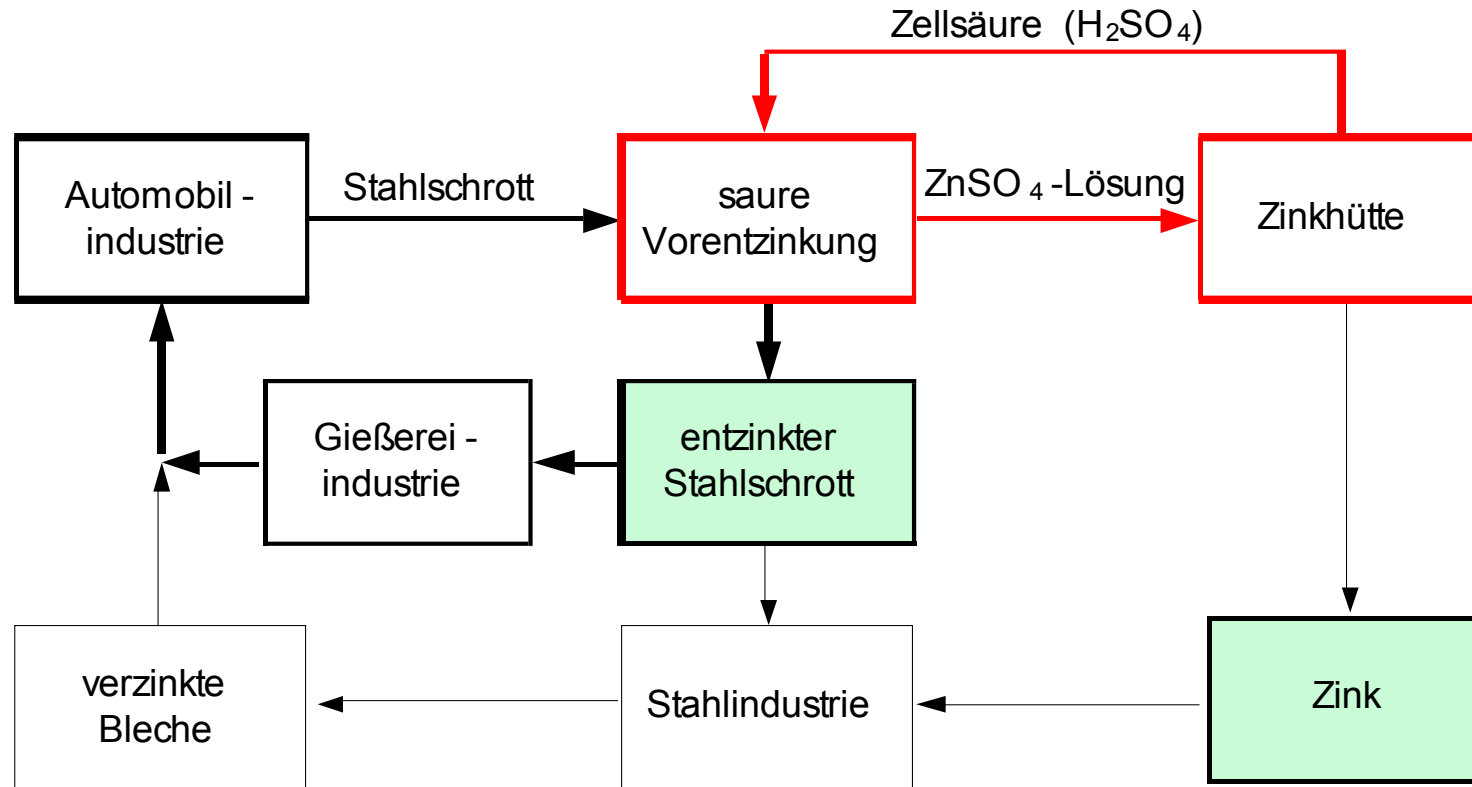 Zellsäure (H₂SO₄)
Automobil -
industrie
Stahlschrott
saure
Vorentzinkung
ZnSO₄-Lösung
Zinkhütte
Gießerei -
industrie
entzinkter
Stahlschrott
verzinkte
Bleche
Stahlindustrie
Zink